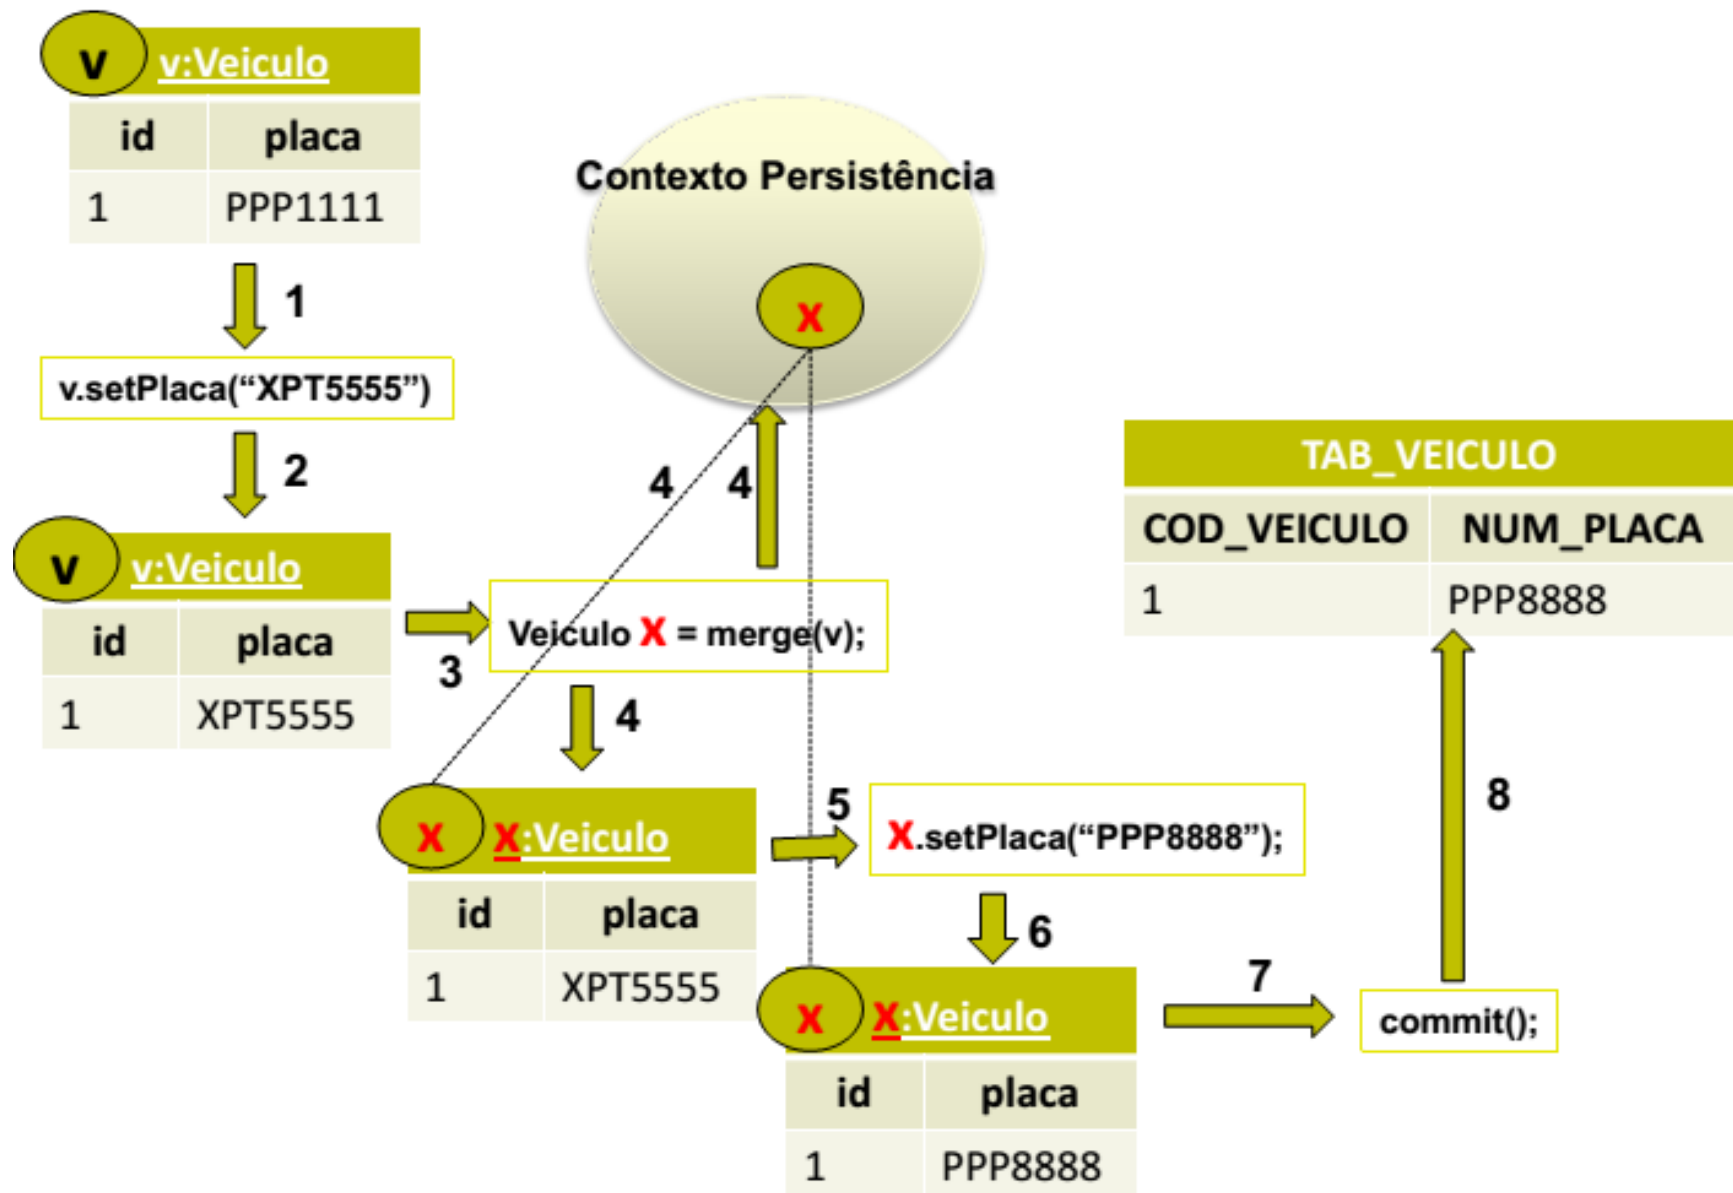 v v:Veiculo
id placa
1 PPP1111
1
v.setPlaca(“XPT5555”)
2
v v:Veiculo
id placa
1 XPT5555
3
Veiculo X = merge(v);
4
4 4
Contexto Persistência
X
X X:Veiculo
id placa
1 XPT5555
5
X.setPlaca(“PPP8888”);
6
X X:Veiculo
id placa
1 PPP8888
7
commit();
8
TAB_VEICULO
COD_VEICULO NUM_PLACA
1 PPP8888